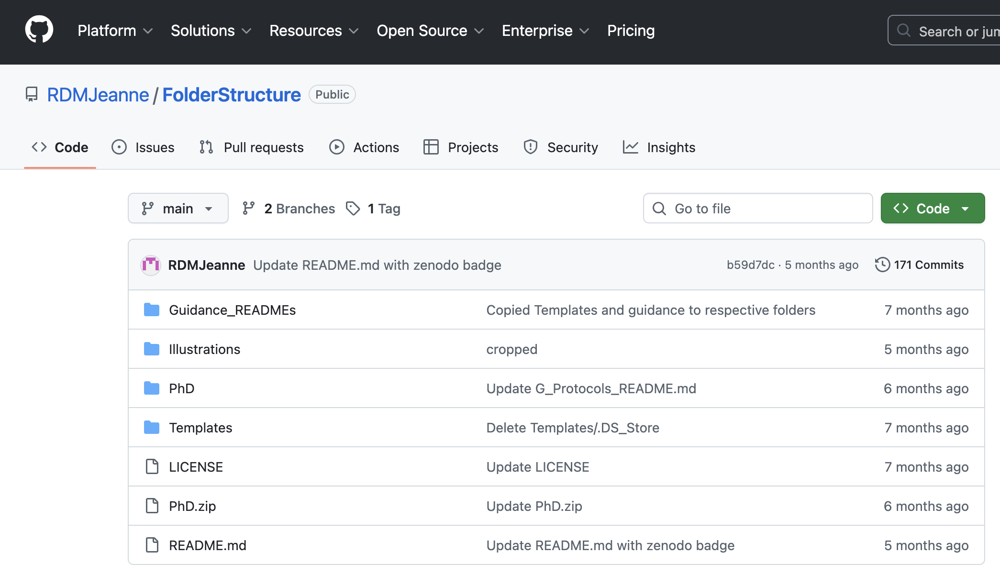 Platform Solutions Resources Open Source Enterprise Pricing Search or jum
RDMJeanne / FolderStructure Public
Code Issues Pull requests Actions Projects Security Insights
main 2 Branches 1 Tag Go to file Code
RDMJeanne Update README.md with zenodo badge b59d7dc · 5 months ago 171 Commits
Guidance_READMEs Copied Templates and guidance to respective folders 7 months ago
Illustrations cropped 5 months ago
PhD Update G_Protocols_README.md 6 months ago
Templates Delete Templates/.DS_Store 7 months ago
LICENSE Update LICENSE 7 months ago
PhD.zip Update PhD.zip 6 months ago
README.md Update README.md with zenodo badge 5 months ago